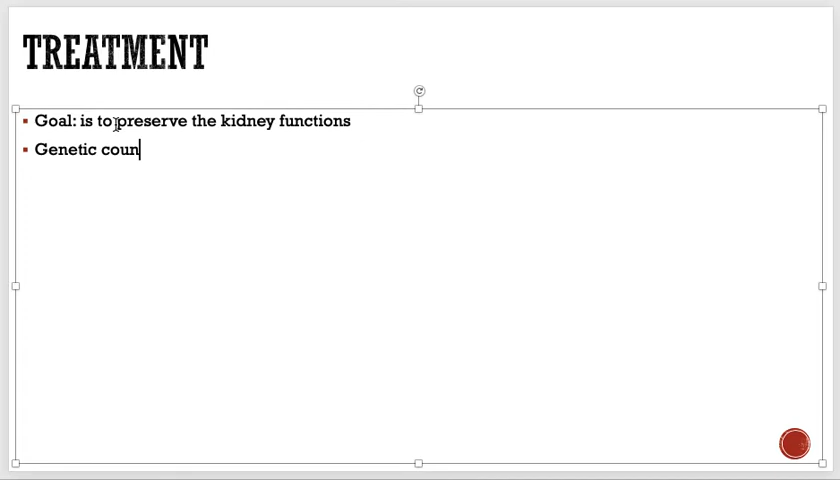 TREATMENT
Goal: is to preserve the kidney functions
Genetic coun